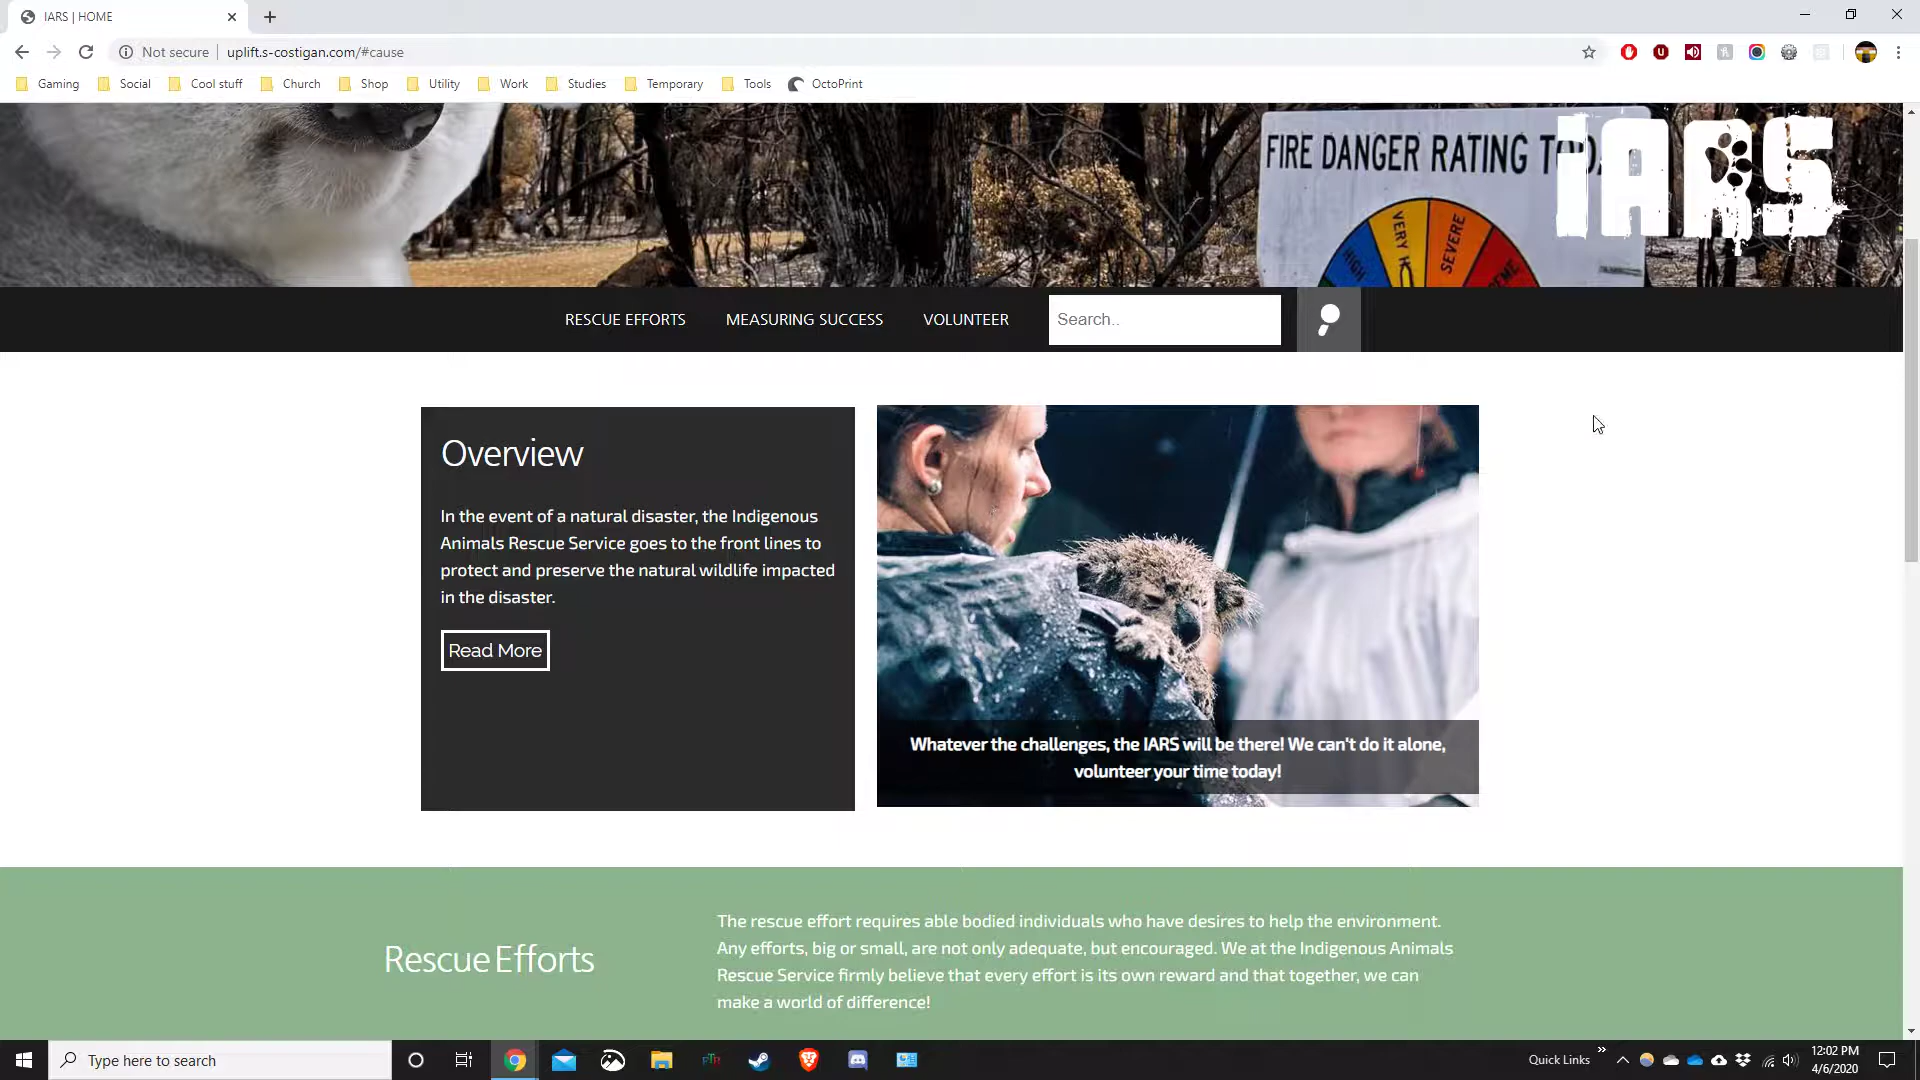 IARS | HOME
Not secure
uplift.s-costigan.com/#cause
Gaming
Social
Cool stuff
Church
Shop
Utility
Work
Studies
Temporary
Tools
OctoPrint
FIRE DANGER RATING
iARS
HIGH
VERY
SEVERE
RESCUE EFFORTS
MEASURING SUCCESS
VOLUNTEER
Search..
Overview
In the event of a natural disaster, the Indigenous
Animals Rescue Service goes to the front lines to
protect and preserve the natural wildlife impacted
in the disaster.
Read More
Whatever the challenges, the IARS will be there! We can't do it alone,
volunteer your time today!
Rescue Efforts
The rescue effort requires able bodied individuals who have desires to help the environment.
Any efforts, big or small, are not only adequate, but encouraged. We at the Indigenous Animals
Rescue Service firmly believe that every effort is its own reward and that together, we can
make a world of difference!
Type here to search
Quick Links
12:02 PM
4/6/2020